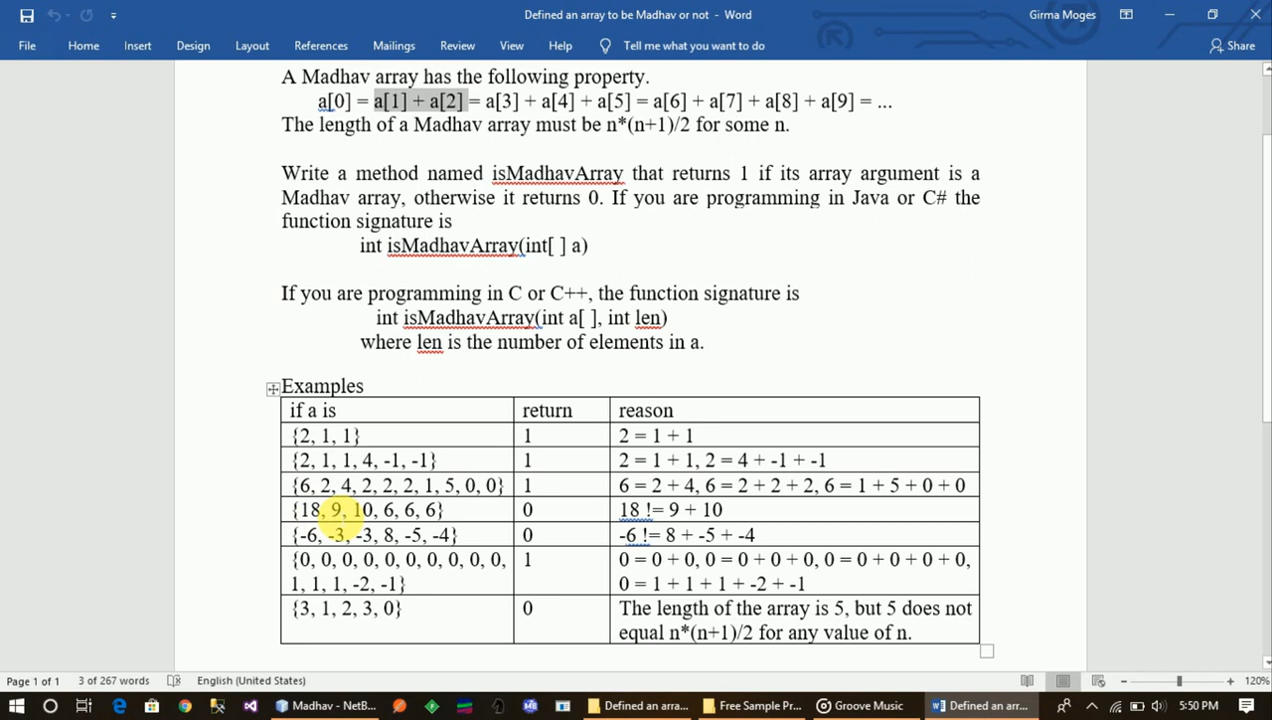 Defined an array to be Madhav or not - Word
Girma Moges
File Home Insert Design Layout References Mailings Review View Help Tell me what you want to do Share
A Madhav array has the following property.
a[0] = a[1] + a[2] = a[3] + a[4] + a[5] = a[6] + a[7] + a[8] + a[9] = ...
The length of a Madhav array must be n*(n+1)/2 for some n.
Write a method named isMadhavArray that returns 1 if its array argument is a
Madhav array, otherwise it returns 0. If you are programming in Java or C# the
function signature is
int isMadhavArray(int[ ] a)
If you are programming in C or C++, the function signature is
int isMadhavArray(int a[ ], int len)
where len is the number of elements in a.
Examples
if a is return reason
{2, 1, 1} 1 2 = 1 + 1
{2, 1, 1, 4, -1, -1} 1 2 = 1 + 1, 2 = 4 + -1 + -1
{6, 2, 4, 2, 2, 2, 1, 5, 0, 0} 1 6 = 2 + 4, 6 = 2 + 2 + 2, 6 = 1 + 5 + 0 + 0
{18, 9, 10, 6, 6, 6} 0 18 != 9 + 10
{-6, -3, -3, 8, -5, -4} 0 -6 != 8 + -5 + -4
{0, 0, 0, 0, 0, 0, 0, 0, 0, 0, 1 0 = 0 + 0, 0 = 0 + 0 + 0, 0 = 0 + 0 + 0 + 0,
1, 1, 1, -2, -1} 0 = 1 + 1 + 1 + -2 + -1
{3, 1, 2, 3, 0} 0 The length of the array is 5, but 5 does not
equal n*(n+1)/2 for any value of n.
Page 1 of 1 3 of 267 words English (United States) 120%
Madhav - NetB... Defined an arra... Free Sample Pr... Groove Music Defined an arr... 5:50 PM